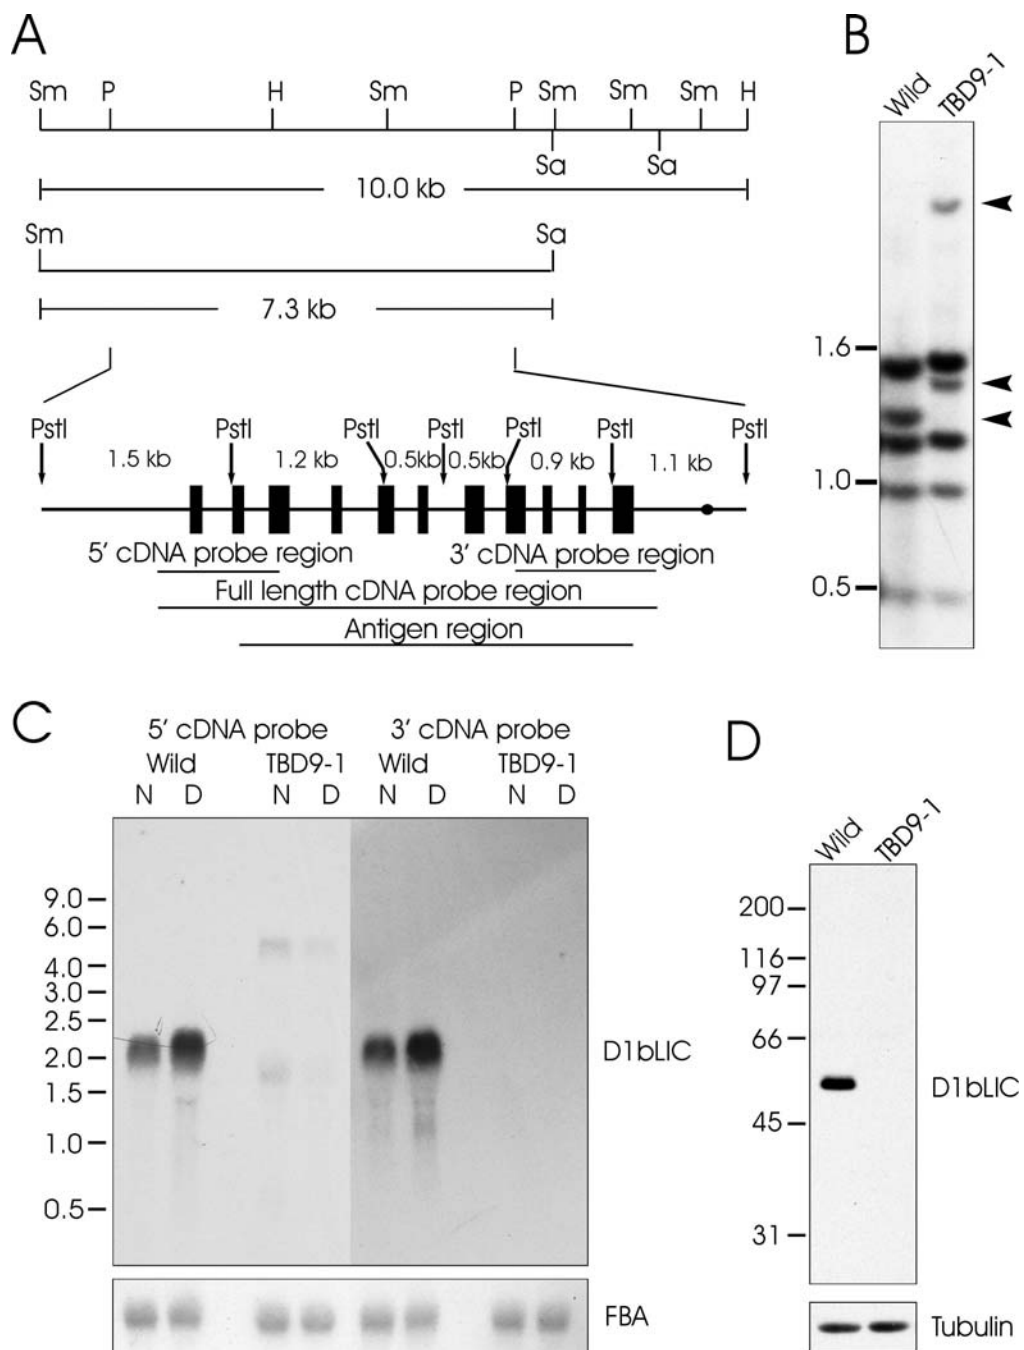 A
Sm P H Sm P Sm Sm Sm H
Sa Sa
10.0 kb
Sm Sa
7.3 kb
PstI PstI PstI PstI PstI PstI PstI
1.5 kb 1.2 kb 0.5kb 0.5kb 0.9 kb 1.1 kb
5’ cDNA probe region 3’ cDNA probe region
Full length cDNA probe region
Antigen region
B
Wild TBD9-1
1.6
1.0
0.5
C
5’ cDNA probe 3’ cDNA probe
Wild TBD9-1 Wild TBD9-1
N D N D N D N D
9.0
6.0
4.0
3.0
2.5
2.0
1.5
1.0
0.5
D1bLIC
FBA
D
Wild TBD9-1
200
116
97
66
45
31
D1bLIC
Tubulin